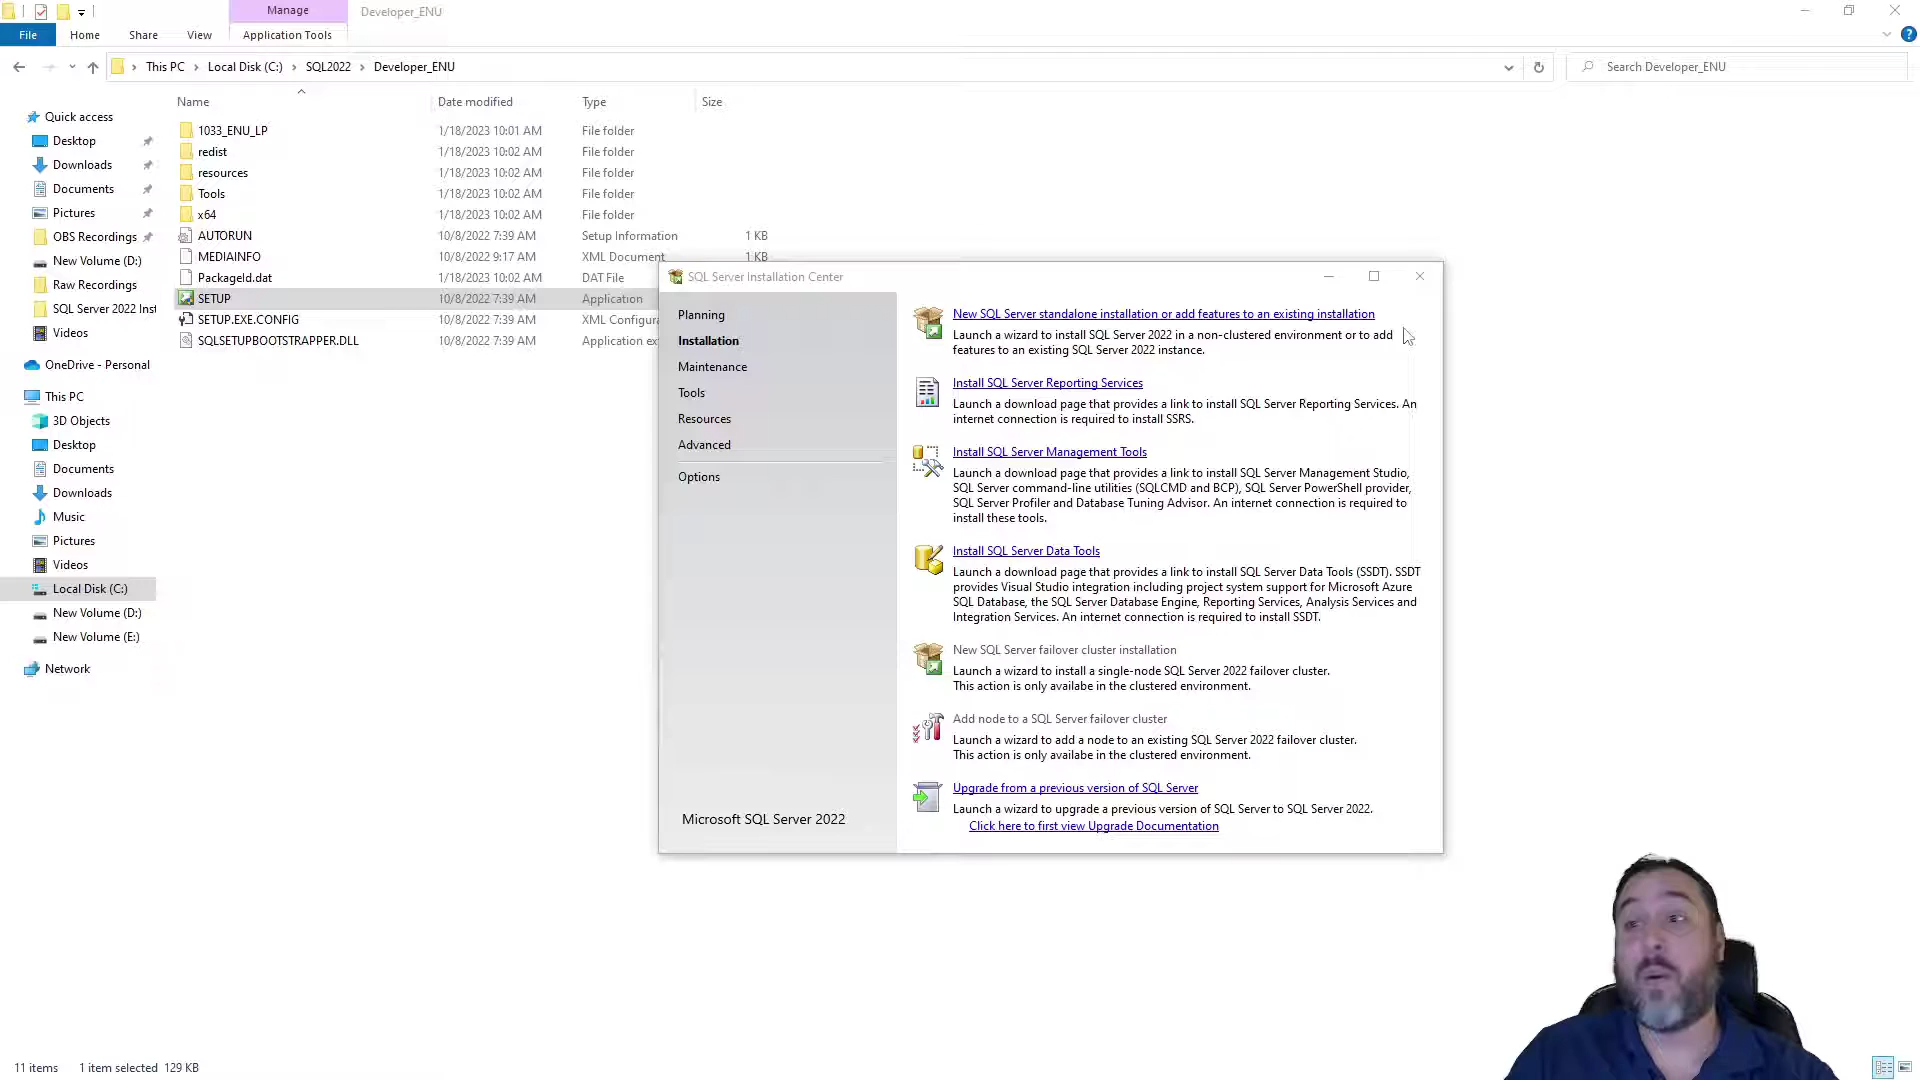 Manage
Developer_ENU
File
Home
Share
View
Application Tools
This PC
Local Disk (C:)
SQL2022
Developer_ENU
Search Developer_ENU
Name
Date modified
Type
Size
Quick access
Desktop
Downloads
Documents
Pictures
OBS Recordings
New Volume (D:)
Raw Recordings
SQL Server 2022 Inst
Videos
OneDrive - Personal
This PC
3D Objects
Desktop
Documents
Downloads
Music
Pictures
Videos
Local Disk (C:)
New Volume (D:)
New Volume (E:)
Network
1033_ENU_LP 1/18/2023 10:01 AM File folder
redist 1/18/2023 10:02 AM File folder
resources 1/18/2023 10:02 AM File folder
Tools 1/18/2023 10:02 AM File folder
x64 1/18/2023 10:02 AM File folder
AUTORUN 10/8/2022 7:39 AM Setup Information 1 KB
MEDIAINFO 10/8/2022 9:17 AM XML Document 1 KB
PackageId.dat 1/18/2023 10:02 AM DAT File
SETUP 10/8/2022 7:39 AM Application
SETUP.EXE.CONFIG 10/8/2022 7:39 AM XML Configura
SQLSETUPBOOTSTRAPPER.DLL 10/8/2022 7:39 AM Application ex
SQL Server Installation Center
Planning
Installation
Maintenance
Tools
Resources
Advanced
Options
Microsoft SQL Server 2022
New SQL Server standalone installation or add features to an existing installation
Launch a wizard to install SQL Server 2022 in a non-clustered environment or to add
features to an existing SQL Server 2022 instance.
Install SQL Server Reporting Services
Launch a download page that provides a link to install SQL Server Reporting Services. An
internet connection is required to install SSRS.
Install SQL Server Management Tools
Launch a download page that provides a link to install SQL Server Management Studio,
SQL Server command-line utilities (SQLCMD and BCP), SQL Server PowerShell provider,
SQL Server Profiler and Database Tuning Advisor. An internet connection is required to
install these tools.
Install SQL Server Data Tools
Launch a download page that provides a link to install SQL Server Data Tools (SSDT). SSDT
provides Visual Studio integration including project system support for Microsoft Azure
SQL Database, the SQL Server Database Engine, Reporting Services, Analysis Services and
Integration Services. An internet connection is required to install SSDT.
New SQL Server failover cluster installation
Launch a wizard to install a single-node SQL Server 2022 failover cluster.
This action is only availabe in the clustered environment.
Add node to a SQL Server failover cluster
Launch a wizard to add a node to an existing SQL Server 2022 failover cluster.
This action is only availabe in the clustered environment.
Upgrade from a previous version of SQL Server
Launch a wizard to upgrade a previous version of SQL Server to SQL Server 2022.
Click here to first view Upgrade Documentation
11 items
1 item selected 129 KB